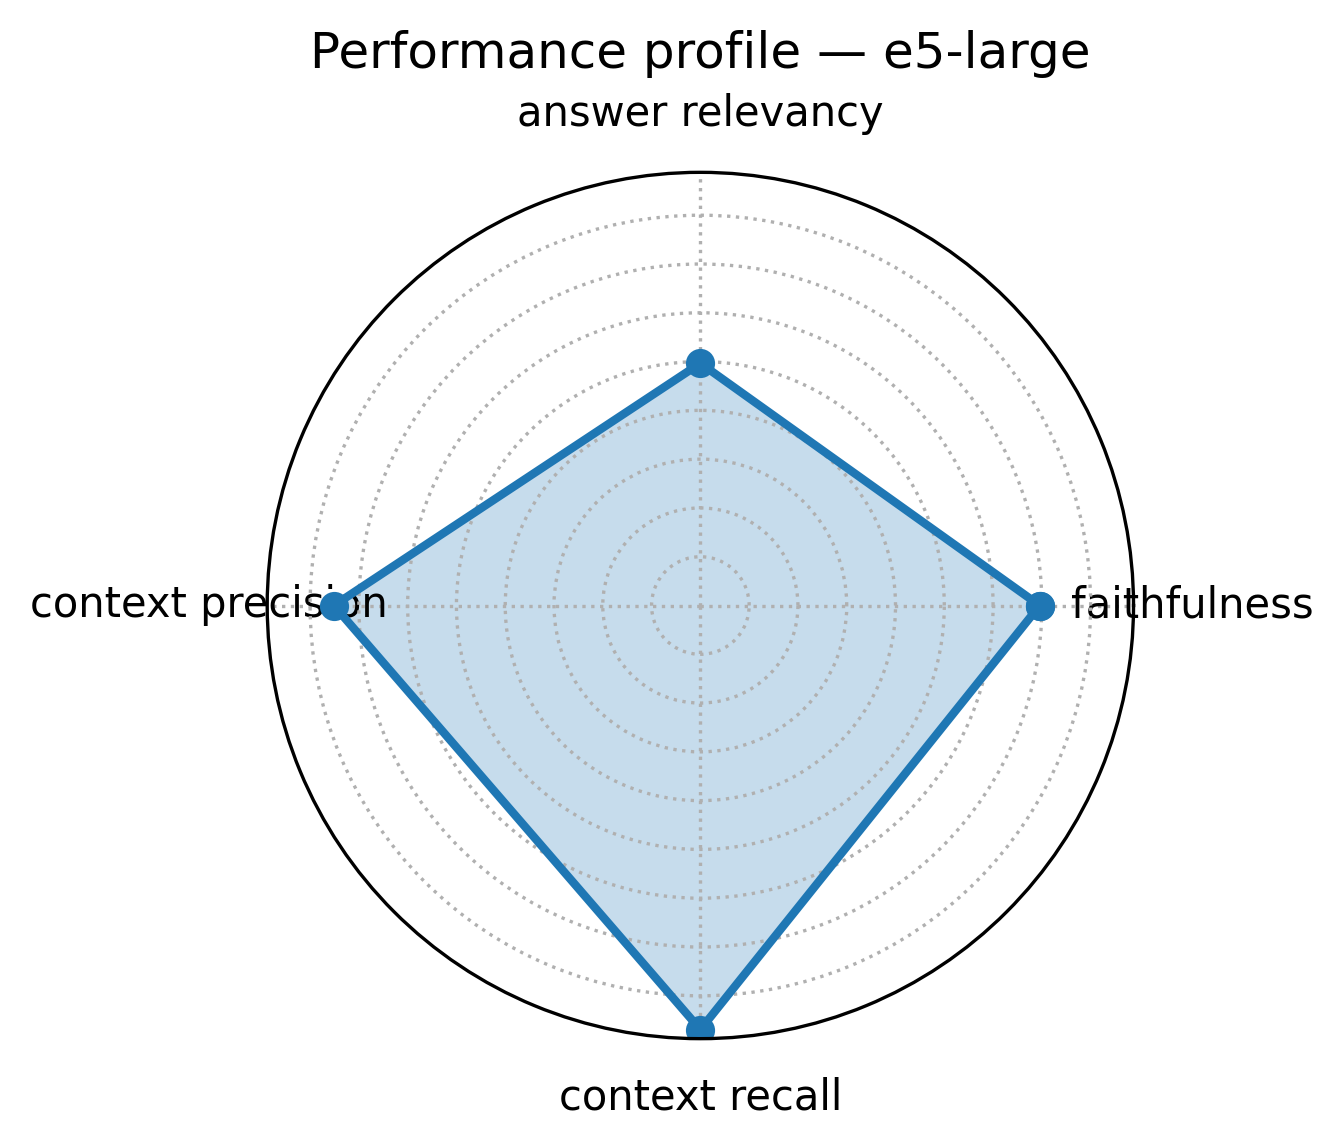 Performance profile — e5-large
answer relevancy
context precision
faithfulness
context recall